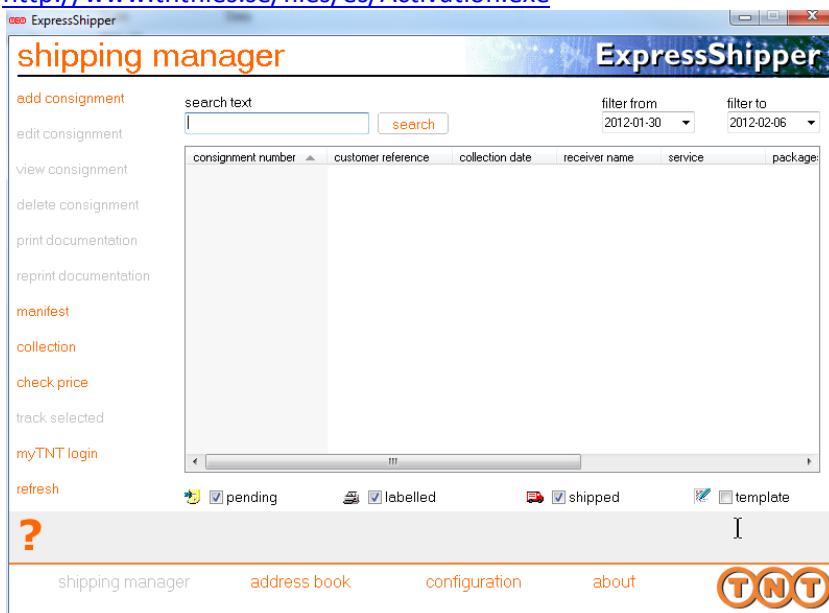 ExpressShipper
shipping manager
ExpressShipper
add consignment
edit consignment
view consignment
delete consignment
print documentation
reprint documentation
manifest
collection
check price
track selected
myTNT login
refresh
search text
search
filter from
filter to
2012-01-30
2012-02-06
consignment number customer reference collection date receiver name service package
pending labelled shipped template
?
shipping manager address book configuration about
TNT